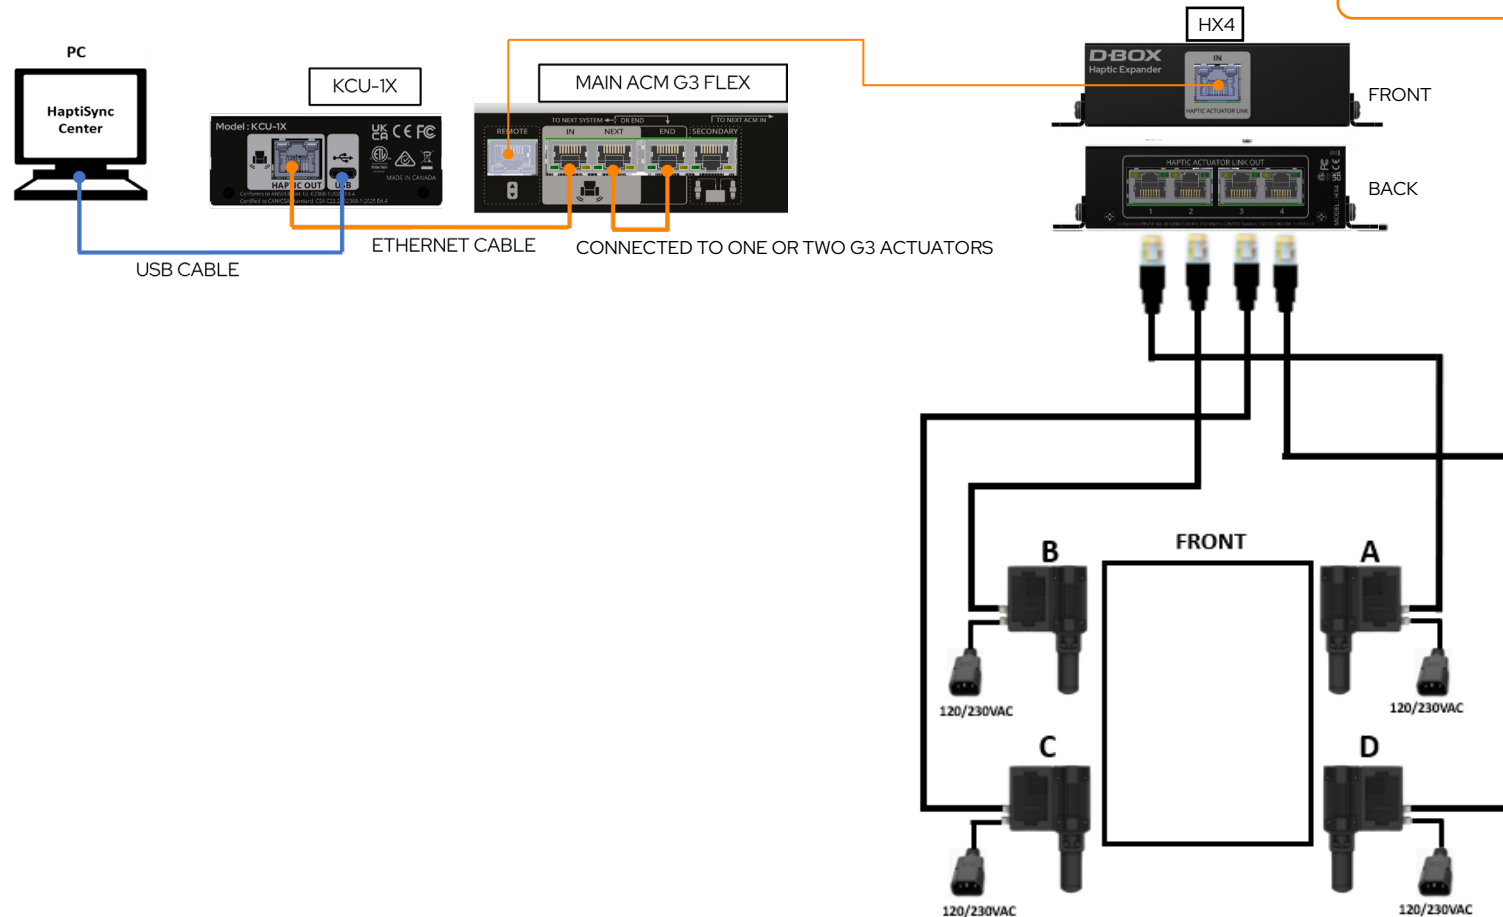 PC
HaptiSync
Center
KCU-1X
Model : KCU-1X
HAPTIC OUT
USB
MADE IN CANADA
USB CABLE
ETHERNET CABLE
MAIN ACM G3 FLEX
TO NEXT SYSTEM
OR END
TO NEXT ACM IN
REMOTE
IN
NEXT
END
SECONDARY
CONNECTED TO ONE OR TWO G3 ACTUATORS
HX4
D-BOX
Haptic Expander
IN
HAPTIC ACTUATOR LINK
FRONT
HAPTIC ACTUATOR LINK OUT
1 2 3 4
MODEL : HX4
BACK
FRONT
B
A
120/230VAC
120/230VAC
C
D
120/230VAC
120/230VAC